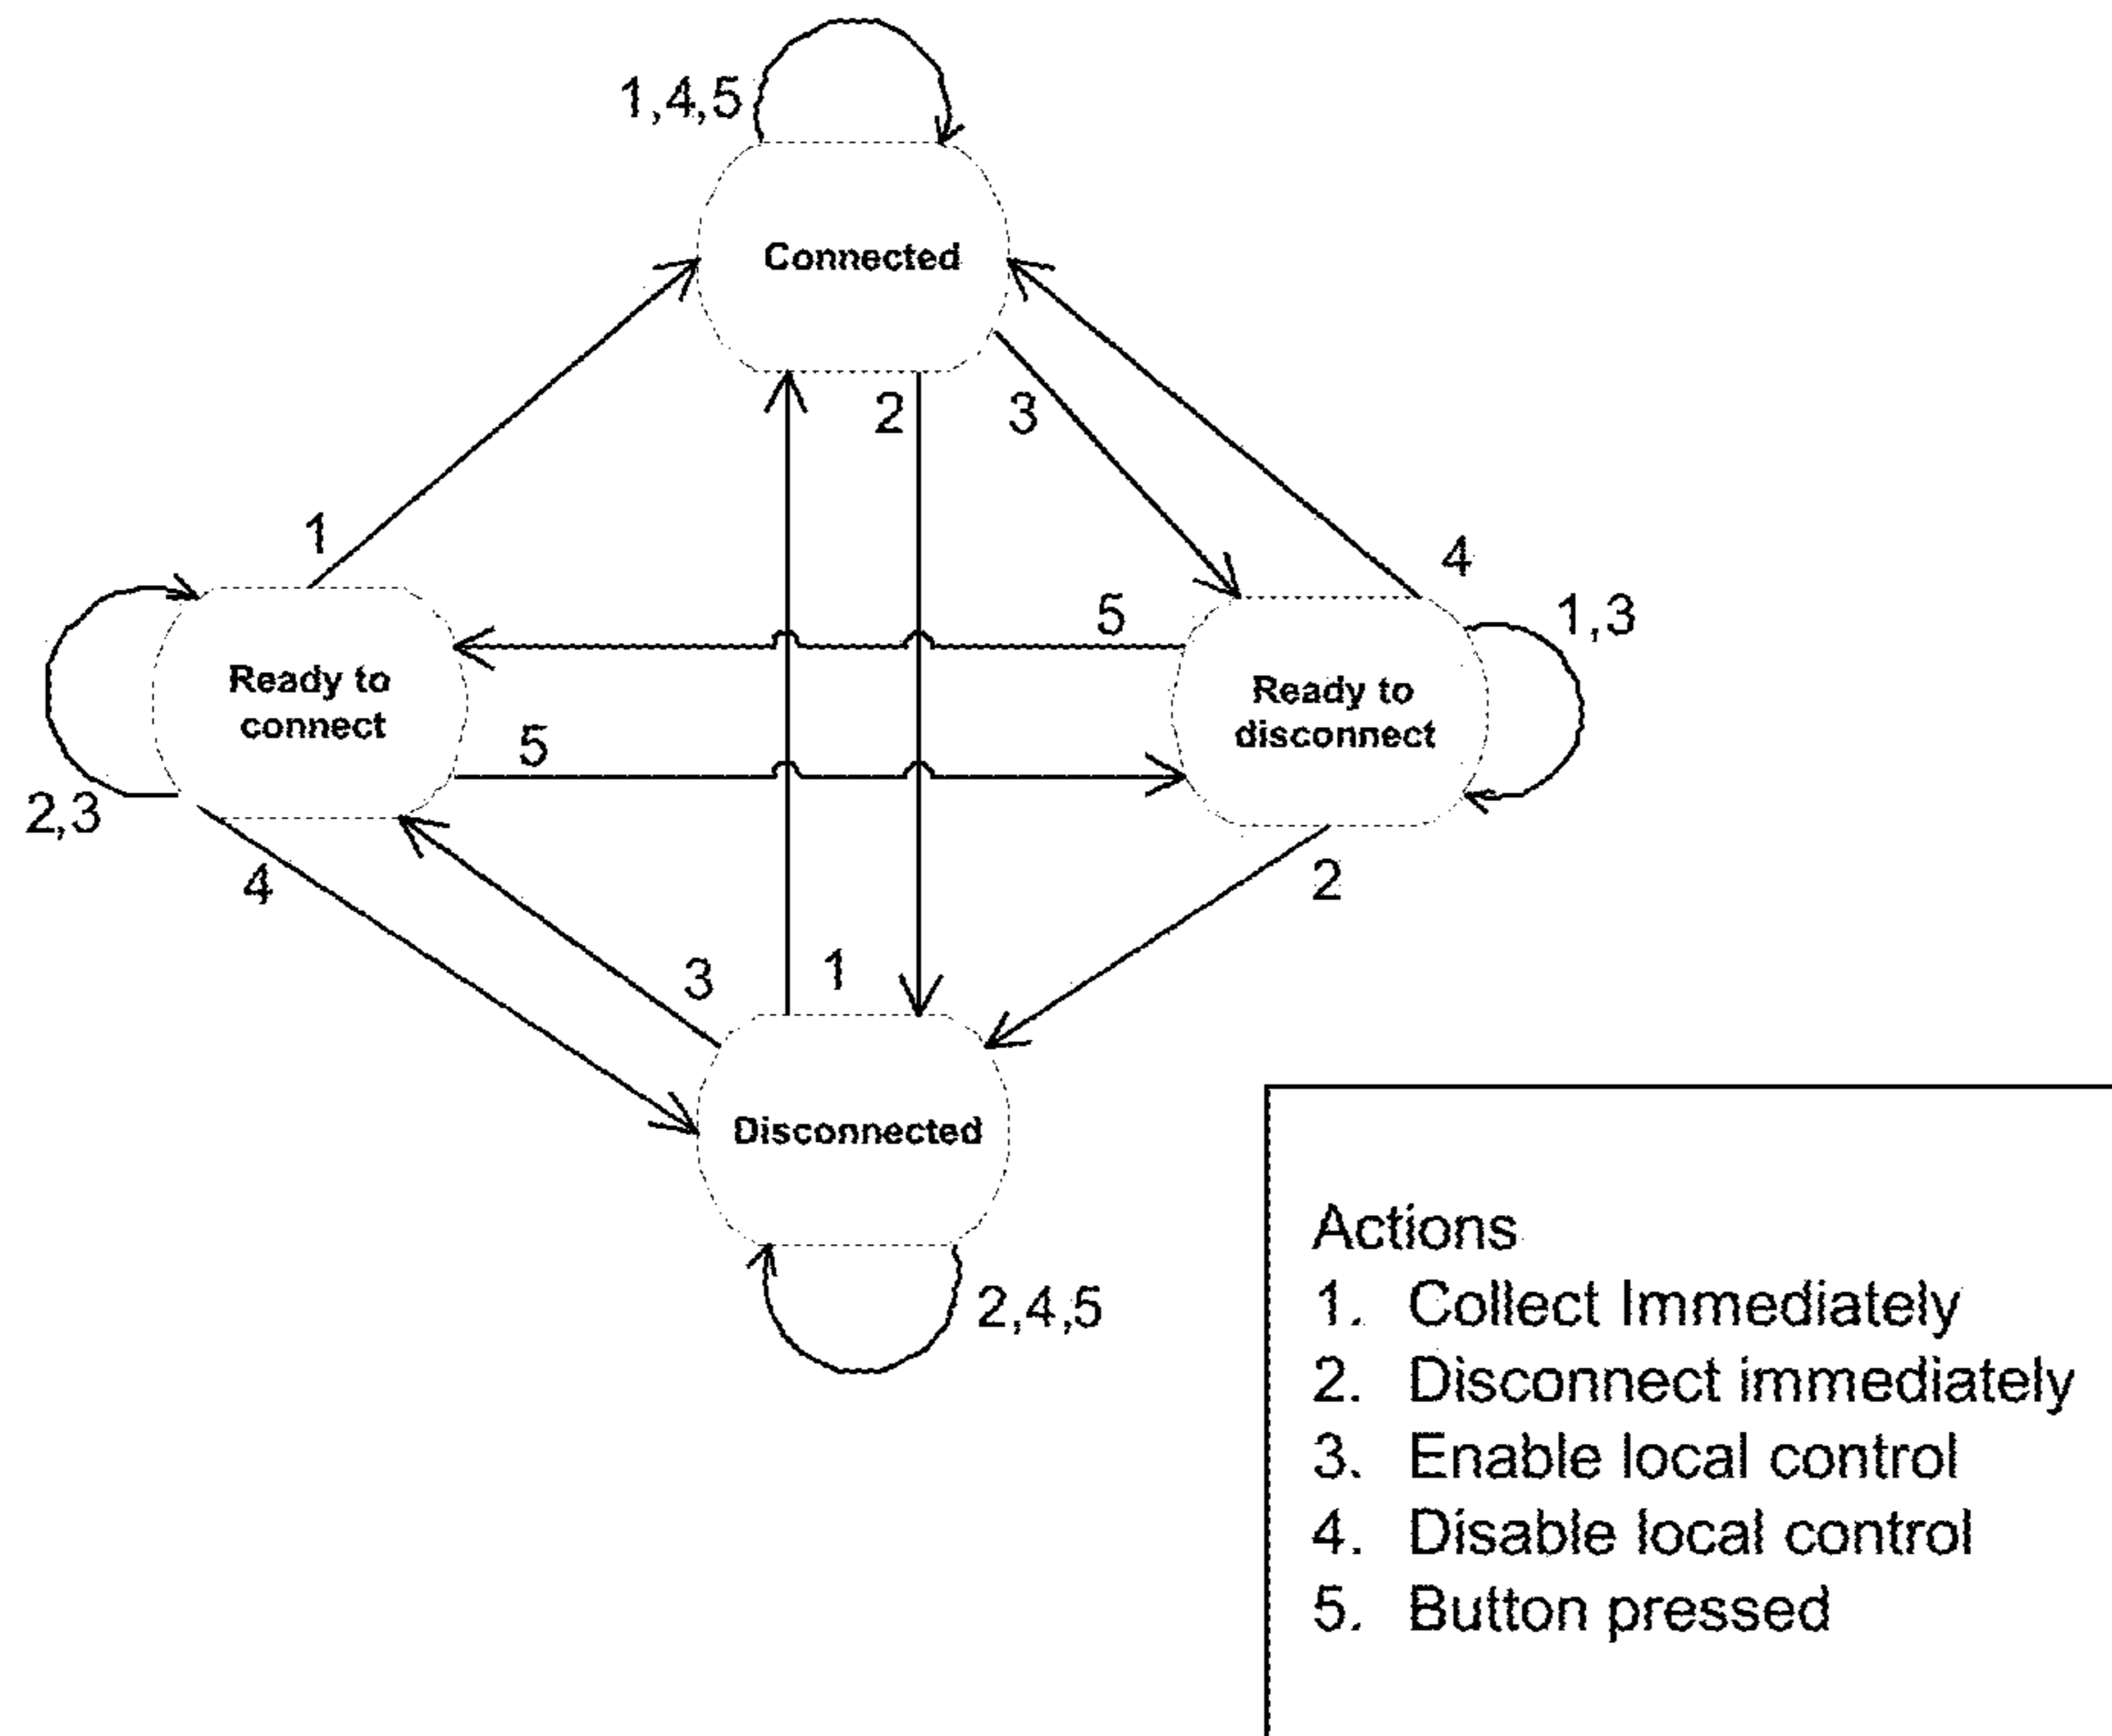 1,4,5
Connected
2
3
1
4
5
1,3
Ready to
connect
Ready to
disconnect
5
2,3
4
2
3
1
Disconnected
2,4,5
Actions
1. Collect Immediately
2. Disconnect immediately
3. Enable local control
4. Disable local control
5. Button pressed